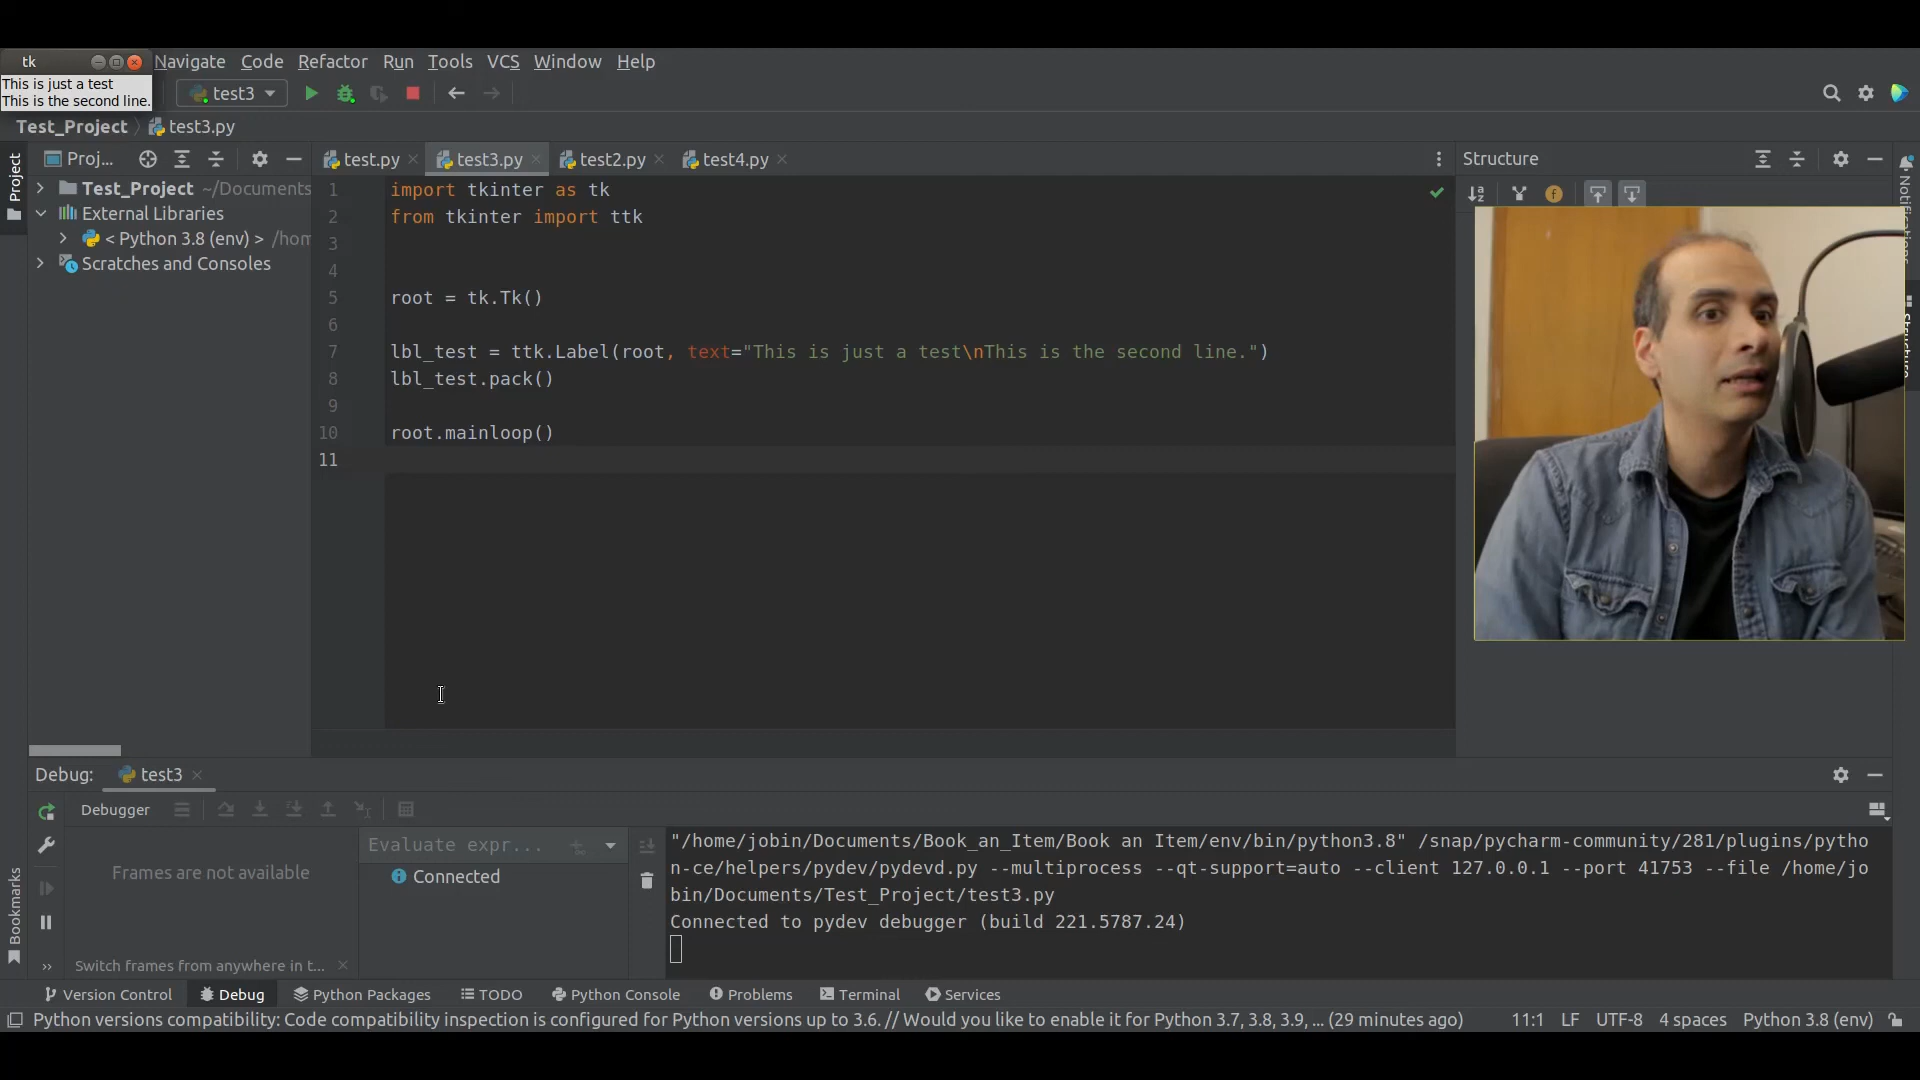 tk
Navigate Code Refactor Run Tools VCS Window Help
This is just a test
This is the second line.
test3
Test_Project test3.py
Project
Proj...
test.py test3.py test2.py test4.py
Structure
Test_Project ~/Documents
External Libraries
< Python 3.8 (env) > /hom
Scratches and Consoles
1 import tkinter as tk
2 from tkinter import ttk
3
4
5 root = tk.Tk()
6
7 lbl_test = ttk.Label(root, text="This is just a test\nThis is the second line.")
8 lbl_test.pack()
9
10 root.mainloop()
11
Notifications
Debug: test3
Debugger
Evaluate expr...
Frames are not available
Connected
"/home/jobin/Documents/Book_an_Item/Book an Item/env/bin/python3.8" /snap/pycharm-community/281/plugins/pytho
n-ce/helpers/pydev/pydevd.py --multiprocess --qt-support=auto --client 127.0.0.1 --port 41753 --file /home/jo
bin/Documents/Test_Project/test3.py
Connected to pydev debugger (build 221.5787.24)
Bookmarks
Switch frames from anywhere in t...
Version Control Debug Python Packages TODO Python Console Problems Terminal Services
Python versions compatibility: Code compatibility inspection is configured for Python versions up to 3.6. // Would you like to enable it for Python 3.7, 3.8, 3.9, ... (29 minutes ago) 11:1 LF UTF-8 4 spaces Python 3.8 (env)